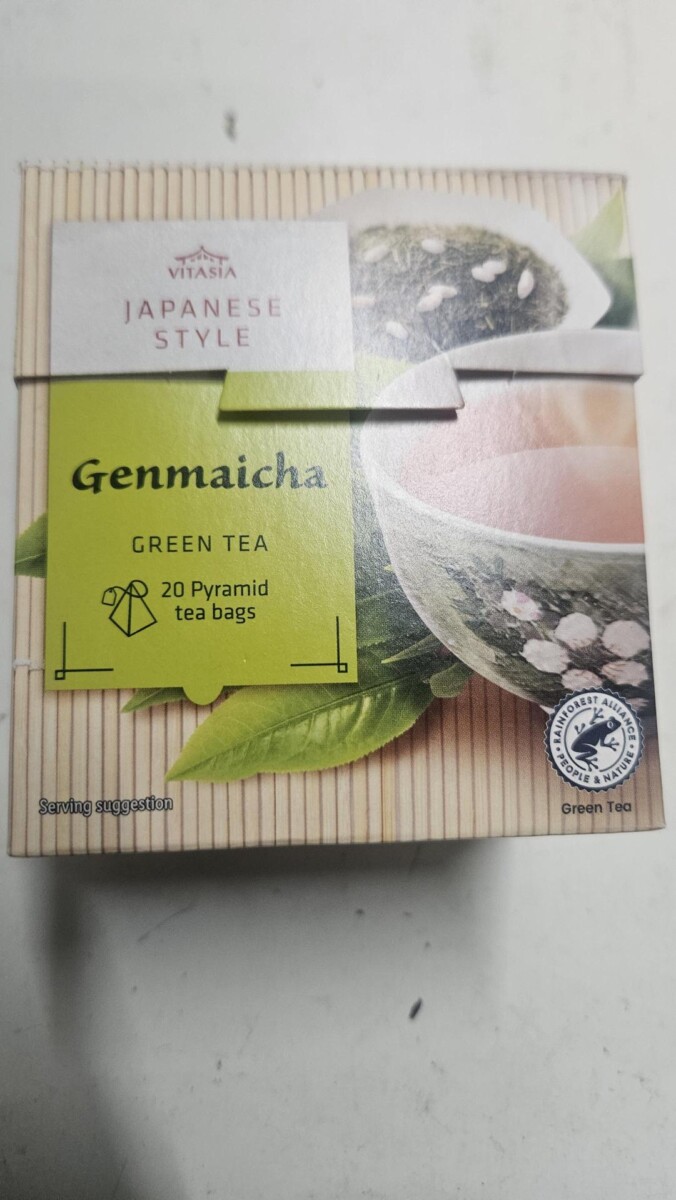 VITASIA
JAPANESE
STYLE
Genmaicha
GREEN TEA
20 Pyramid
tea bags
RAINFOREST ALLIANCE
PEOPLE & NATURE
Serving suggestion
Green Tea